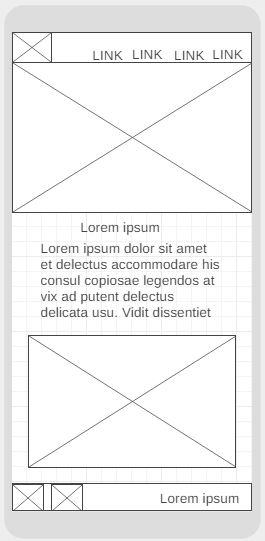 LINK LINK LINK LINK
Lorem ipsum
Lorem ipsum dolor sit amet
et delectus accommodare his
consul copiosae legendos at
vix ad putent delectus
delicata usu. Vidit dissentiet
Lorem ipsum